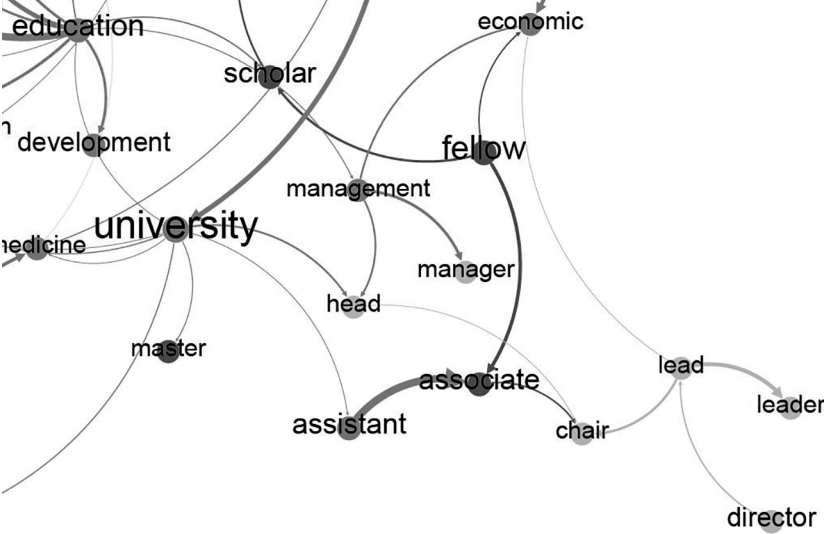 economic
education
scholar
development
fellow
management
university
manager
head
master
lead
associate
leader
assistant
chair
director